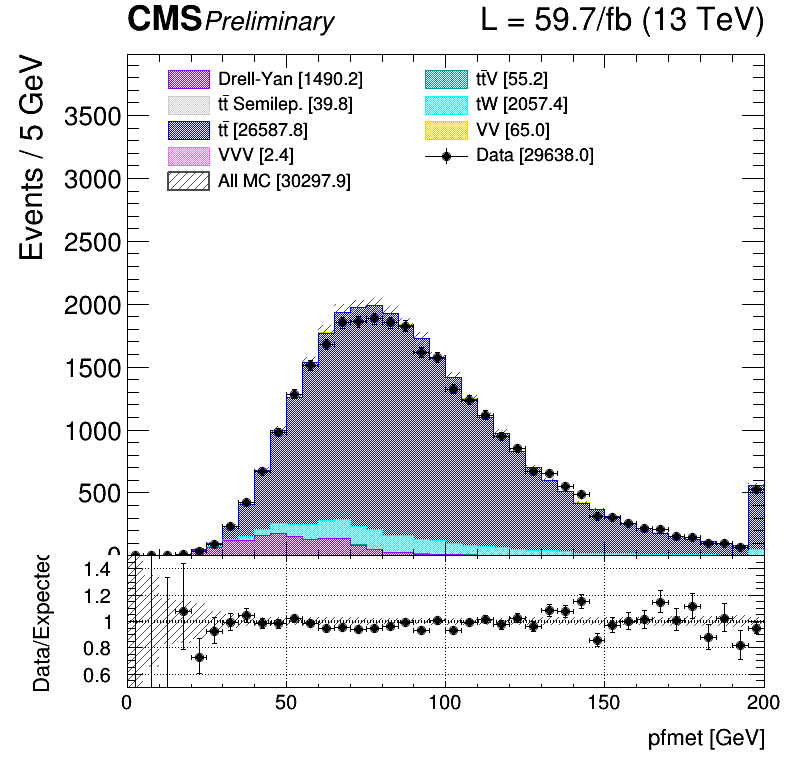 CMS Preliminary L = 59.7/fb (13 TeV)
Events / 5 GeV
Drell-Yan [1490.2]
tt̄ Semilep. [39.8]
tt̄ [26587.8]
VVV [2.4]
All MC [30297.9]
tt̄V [55.2]
tW [2057.4]
VV [65.0]
Data [29638.0]
3500
3000
2500
2000
1500
1000
500
0
Data/Expected
1.4
1.2
1
0.8
0.6
0 50 100 150 200
pfmet [GeV]